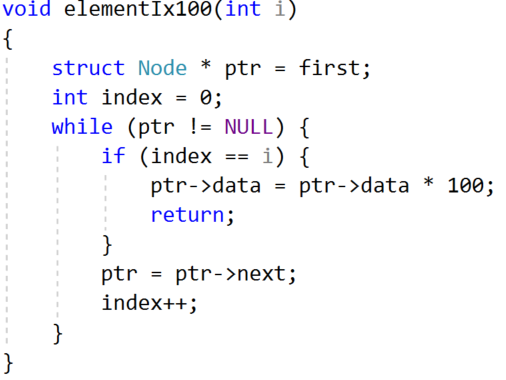 void elementIx100(int i)
{
    struct Node * ptr = first;
    int index = 0;
    while (ptr != NULL) {
        if (index == i) {
            ptr->data = ptr->data * 100;
            return;
        }
        ptr = ptr->next;
        index++;
    }
}